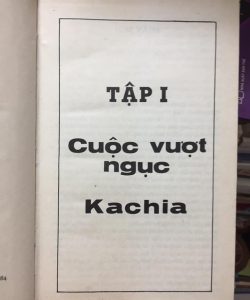 TẬP I
Cuộc vượt
ngục
Kachia